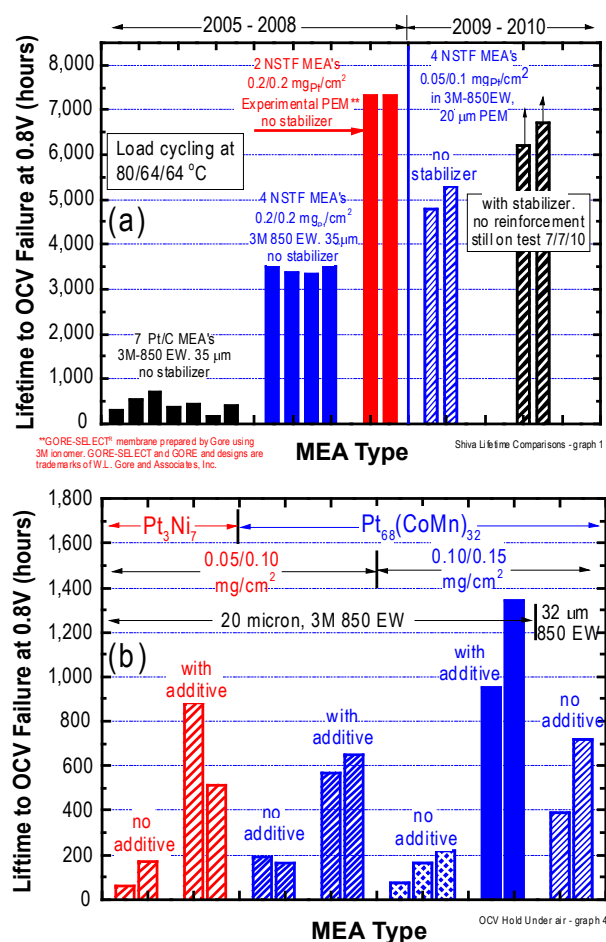 2005 - 2008
2009 - 2010
8,000
7,000
6,000
5,000
4,000
3,000
2,000
1,000
0
Lifetime to OCV Failure at 0.8V (hours)
2 NSTF MEA's
0.2/0.2 mgPt/cm2
Experimental PEM**
no stabilizer
4 NSTF MEA's
0.05/0.1 mgPt/cm2
in 3M-850EW,
20 μm PEM
Load cycling at
80/64/64 °C
(a)
no
stabilizer
4 NSTF MEA's
0.2/0.2 mgPt/cm2
3M 850 EW. 35μm
no stabilizer
with stabilizer.
no reinforcement
still on test 7/7/10
7 Pt/C MEA's
3M-850 EW. 35 μm
no stabilizer
**GORE-SELECT® membrane prepared by Gore using
3M ionomer. GORE-SELECT and GORE and designs are
trademarks of W.L. Gore and Associates, Inc.
MEA Type
Shiva Lifetime Comparisons - graph 1
1,800
1,600
1,400
1,200
1,000
800
600
400
200
0
Liftime to OCV Failure at 0.8V (hours)
Pt3Ni7
Pt68(CoMn)32
0.05/0.10
mg/cm2
0.10/0.15
mg/cm2
20 micron, 3M 850 EW
32 um
850 EW
(b)
with
additive
with
additive
with
additive
no
additive
no
additive
no
additive
no
additive
MEA Type
OCV Hold Under air - graph 4